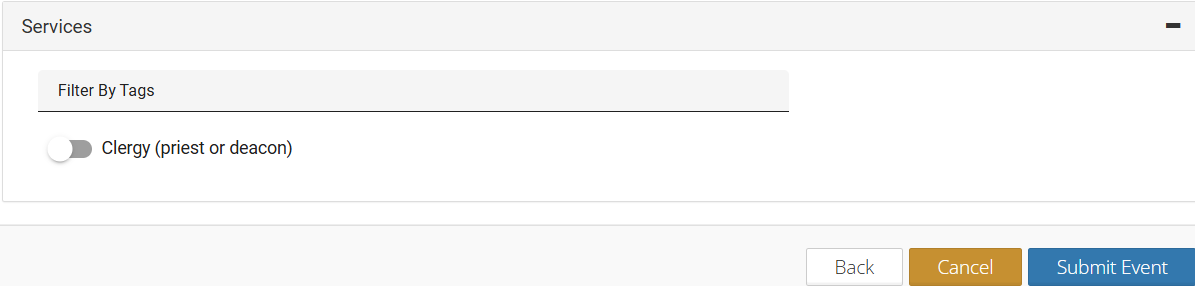 Services
Filter By Tags
Clergy (priest or deacon)
Back Cancel Submit Event